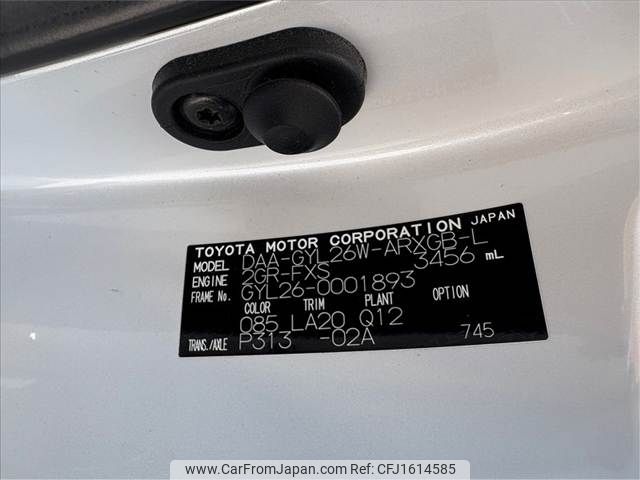 TOYOTA MOTOR CORPORATION JAPAN
MODEL DAA-GYL26W-ARXGB-L
ENGINE 2GR-FXS 3456 mL
FRAME No. GYL26-0001893
COLOR TRIM PLANT OPTION
085 LA20 Q12
TRANS./AXLE P313 -02A 745
www.CarFromJapan.com - CFJ1614585